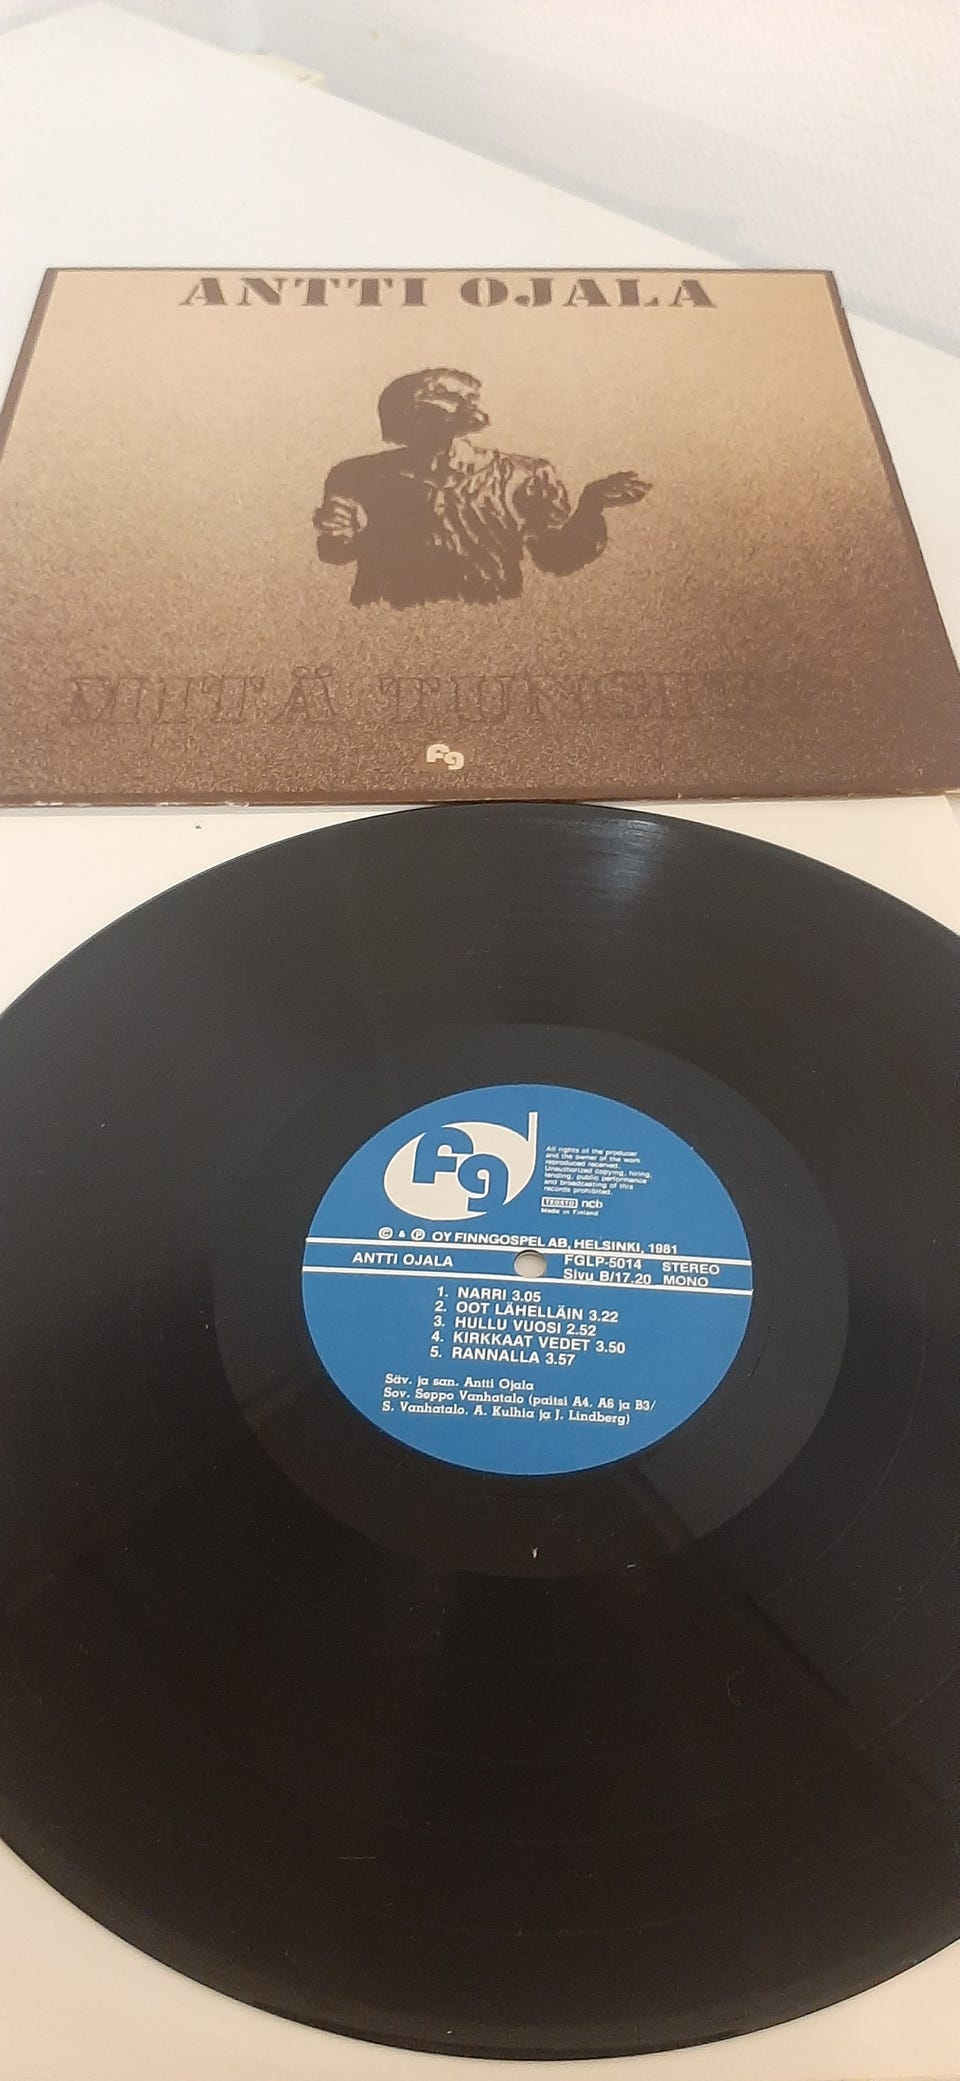 ANTTI OJALA
MITÄ TUNSIT
fg
fg
All rights of the producer
and the owner of the work
reproduced reserved.
Unauthorized copying, hiring,
lending, public performance
and broadcasting of this
records prohibited.
TEOSTO ncb
Made in Finland
© & ℗ OY FINNGOSPEL AB, HELSINKI, 1981
ANTTI OJALA FGLP-5014 STEREO
Sivu B/17.20 MONO
1. NARRI 3.05
2. OOT LÄHELLÄIN 3.22
3. HULLU VUOSI 2.52
4. KIRKKAAT VEDET 3.50
5. RANNALLA 3.57
Säv. ja san. Antti Ojala
Sov. Seppo Vanhatalo (paitsi A4, A6 ja B3/
S. Vanhatalo, A. Kulhia ja J. Lindberg)